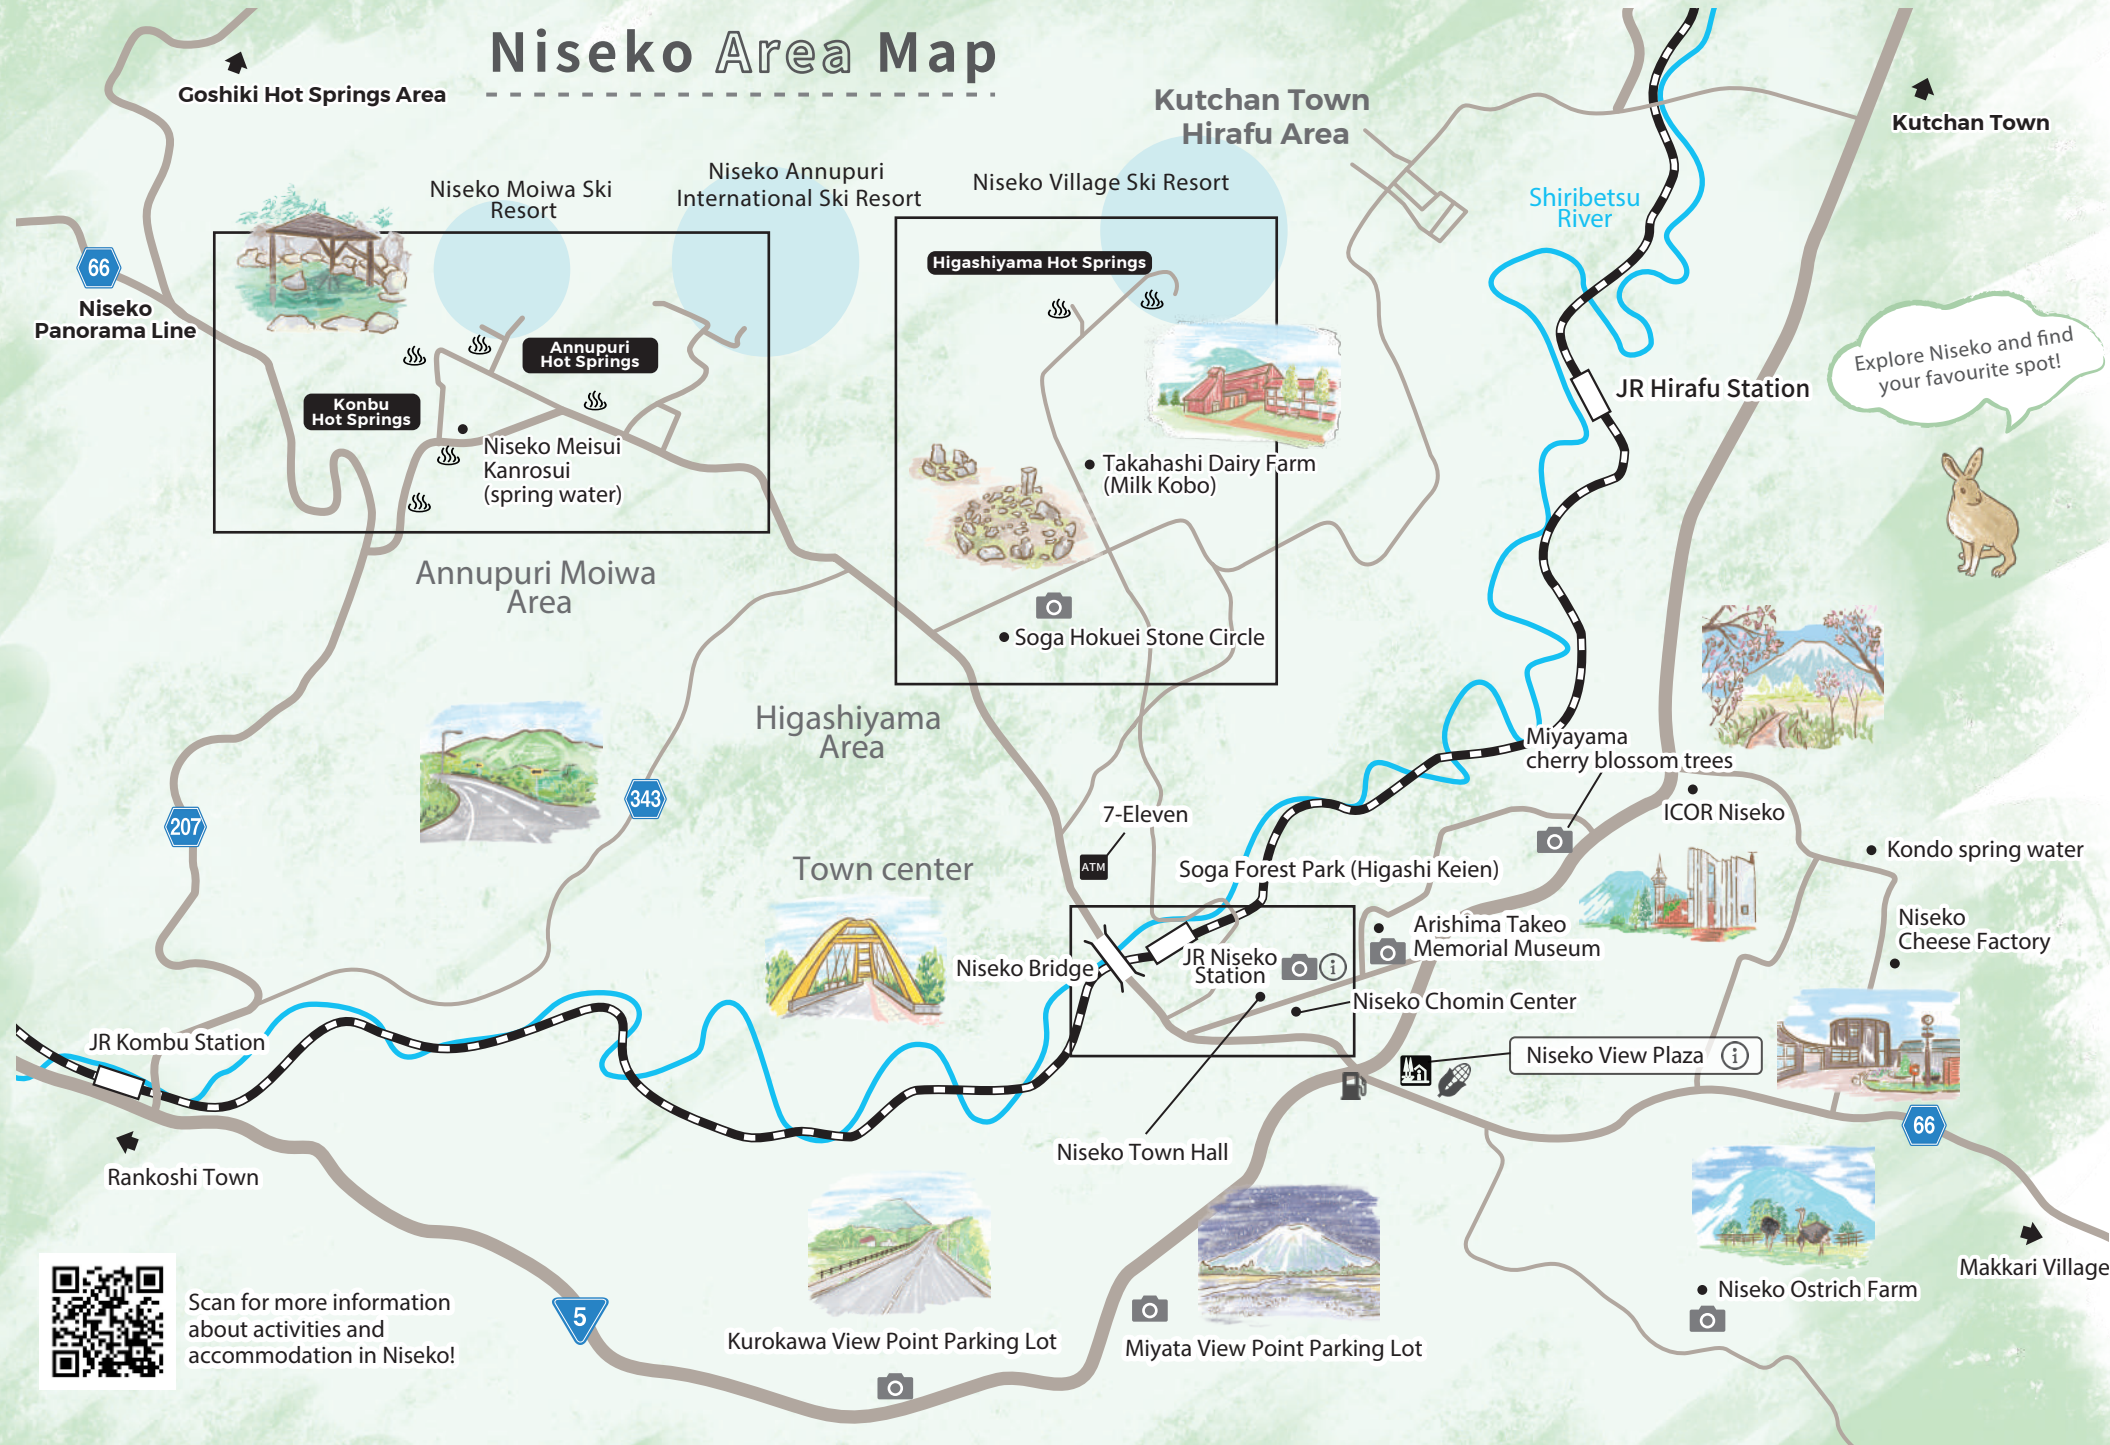 Niseko Area Map
Goshiki Hot Springs Area
Kutchan Town
Hirafu Area
Kutchan Town
Niseko Moiwa Ski
Resort
Niseko Annupuri
International Ski Resort
Niseko Village Ski Resort
Shiribetsu
River
66
Niseko
Panorama Line
Higashiyama Hot Springs
Annupuri
Hot Springs
Konbu
Hot Springs
Niseko Meisui
Kanrosui
(spring water)
Explore Niseko and find
your favourite spot!
JR Hirafu Station
Takahashi Dairy Farm
(Milk Kobo)
Annupuri Moiwa
Area
Soga Hokuei Stone Circle
Higashiyama
Area
Miyayama
cherry blossom trees
343
207
ICOR Niseko
7-Eleven
ATM
Town center
Soga Forest Park (Higashi Keien)
Kondo spring water
Niseko
Cheese Factory
Arishima Takeo
Memorial Museum
Niseko Bridge
JR Niseko
Station
i
Niseko Chomin Center
JR Kombu Station
Niseko View Plaza i
66
Niseko Town Hall
Rankoshi Town
Makkari Village
Niseko Ostrich Farm
Scan for more information
about activities and
accommodation in Niseko!
5
Kurokawa View Point Parking Lot
Miyata View Point Parking Lot